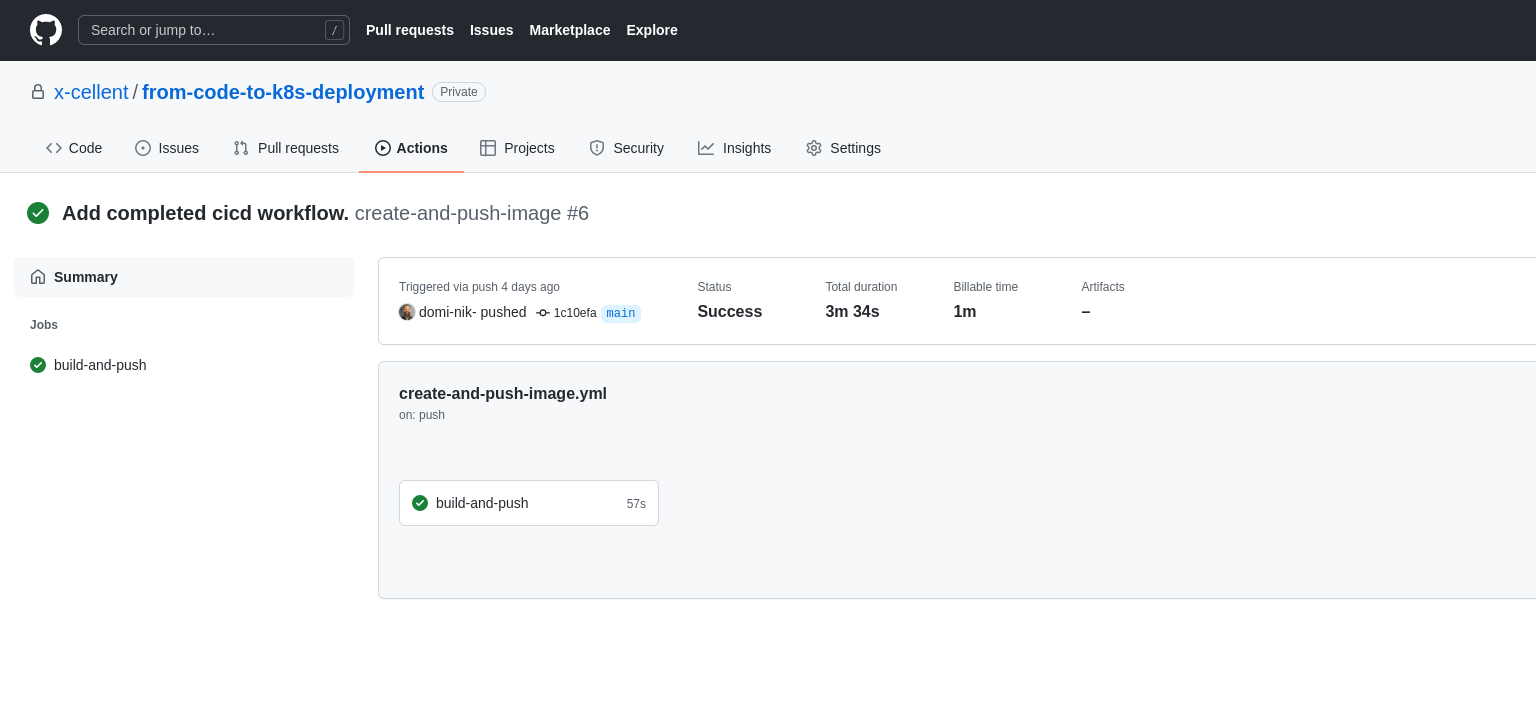 Search or jump to… /
Pull requests Issues Marketplace Explore
x-cellent / from-code-to-k8s-deployment Private
Code Issues Pull requests Actions Projects Security Insights Settings
Add completed cicd workflow. create-and-push-image #6
Summary
Jobs
build-and-push
Triggered via push 4 days ago
domi-nik- pushed 1c10efa main
Status
Success
Total duration
3m 34s
Billable time
1m
Artifacts
–
create-and-push-image.yml
on: push
build-and-push 57s